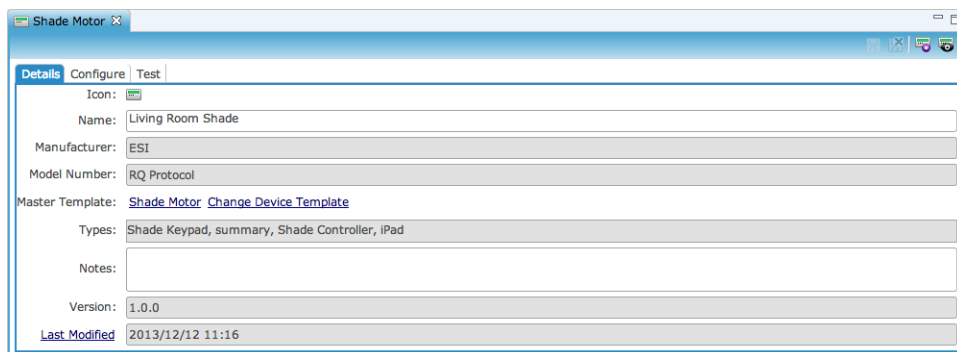 Shade Motor
Details Configure Test
Icon:
Name: Living Room Shade
Manufacturer: ESI
Model Number: RQ Protocol
Master Template: Shade Motor Change Device Template
Types: Shade Keypad, summary, Shade Controller, iPad
Notes:
Version: 1.0.0
Last Modified 2013/12/12 11:16